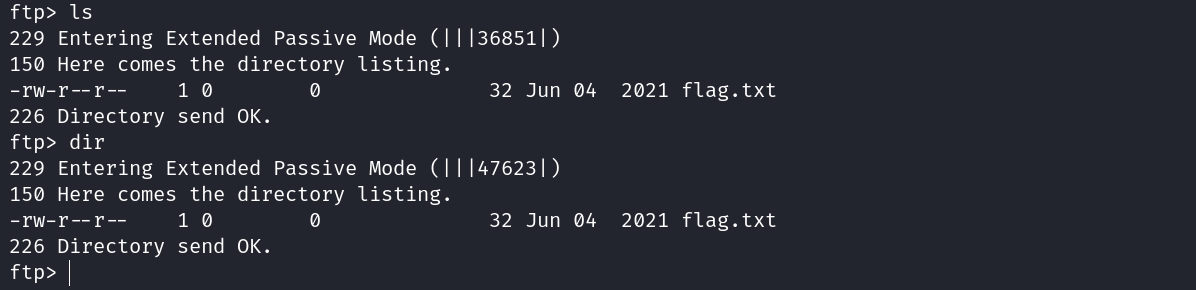 ftp> ls
229 Entering Extended Passive Mode (|||36851|)
150 Here comes the directory listing.
-rw-r--r--    1 0        0              32 Jun 04  2021 flag.txt
226 Directory send OK.
ftp> dir
229 Entering Extended Passive Mode (|||47623|)
150 Here comes the directory listing.
-rw-r--r--    1 0        0              32 Jun 04  2021 flag.txt
226 Directory send OK.
ftp>